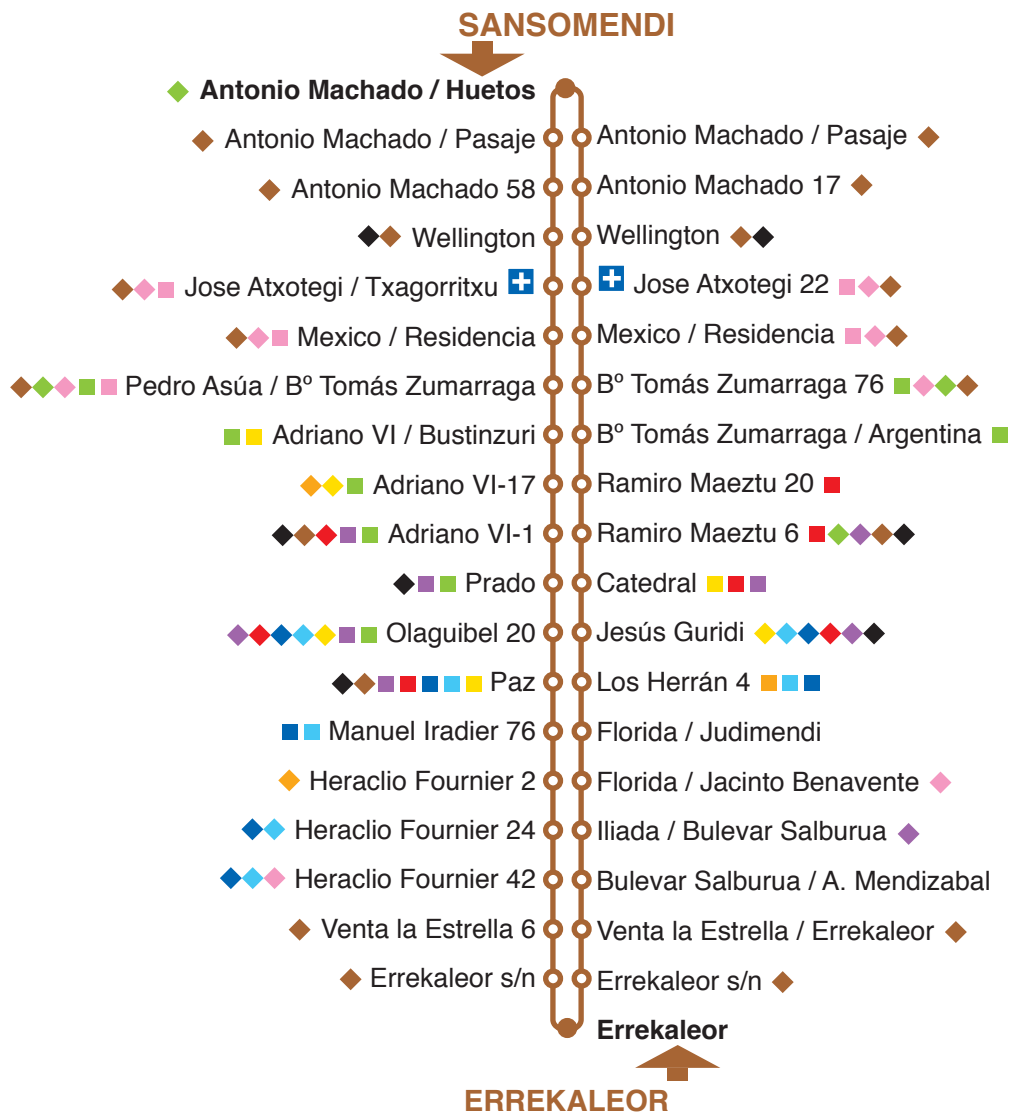 SANSOMENDI
Antonio Machado / Huetos
Antonio Machado / Pasaje
Antonio Machado / Pasaje
Antonio Machado 58
Antonio Machado 17
Wellington
Wellington
Jose Atxotegi / Txagorritxu
Jose Atxotegi 22
Mexico / Residencia
Mexico / Residencia
Pedro Asúa / Bº Tomás Zumarraga
Bº Tomás Zumarraga 76
Adriano VI / Bustinzuri
Bº Tomás Zumarraga / Argentina
Adriano VI-17
Ramiro Maeztu 20
Adriano VI-1
Ramiro Maeztu 6
Prado
Catedral
Olaguibel 20
Jesús Guridi
Paz
Los Herrán 4
Manuel Iradier 76
Florida / Judimendi
Heraclio Fournier 2
Florida / Jacinto Benavente
Heraclio Fournier 24
Iliada / Bulevar Salburua
Heraclio Fournier 42
Bulevar Salburua / A. Mendizabal
Venta la Estrella 6
Venta la Estrella / Errekaleor
Errekaleor s/n
Errekaleor s/n
Errekaleor
ERREKALEOR